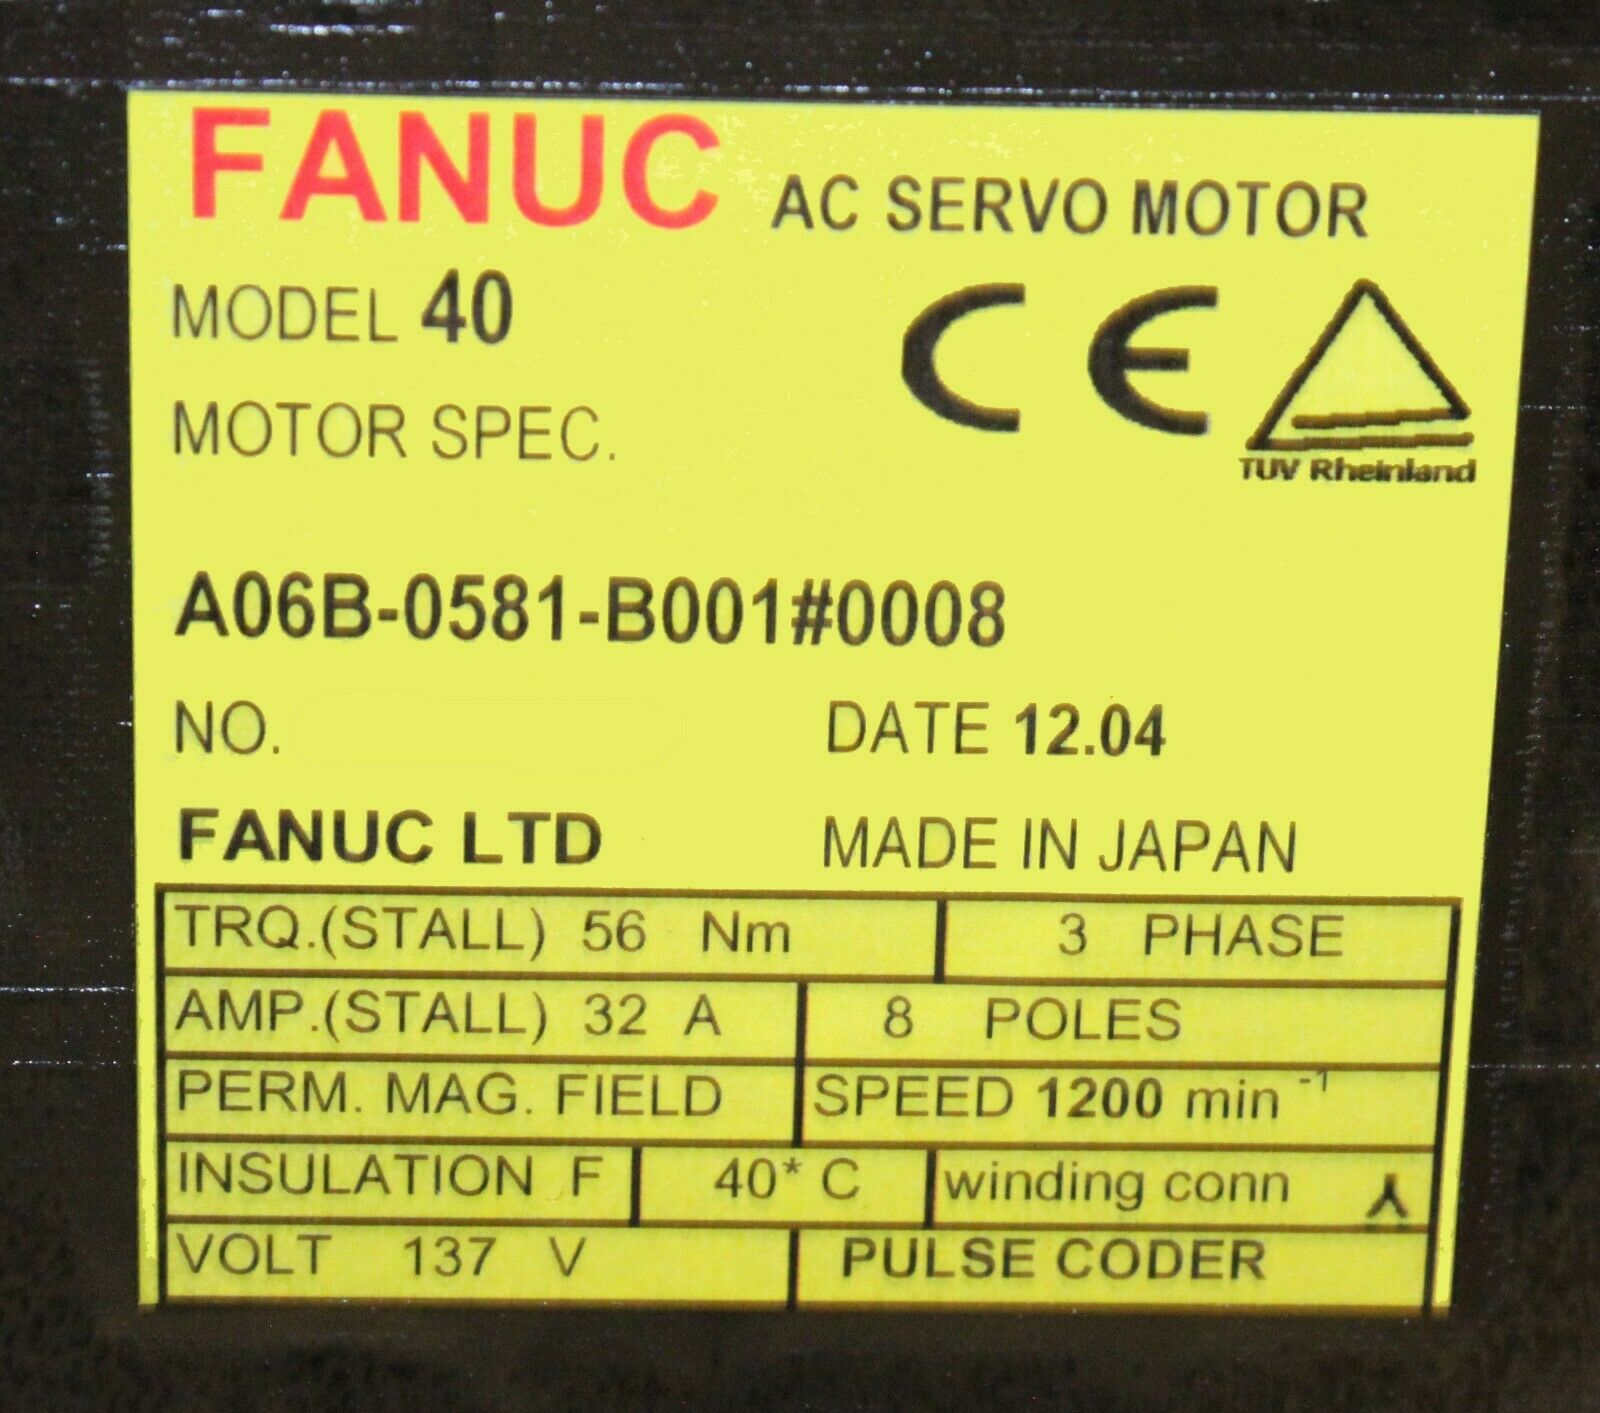 FANUC AC SERVO MOTOR
MODEL 40
CE
MOTOR SPEC.
TUV Rheinland
A06B-0581-B001#0008
NO. DATE 12.04
FANUC LTD MADE IN JAPAN
TRQ.(STALL) 56 Nm 3 PHASE
AMP.(STALL) 32 A 8 POLES
PERM. MAG. FIELD SPEED 1200 min⁻¹
INSULATION F 40* C winding conn
VOLT 137 V PULSE CODER